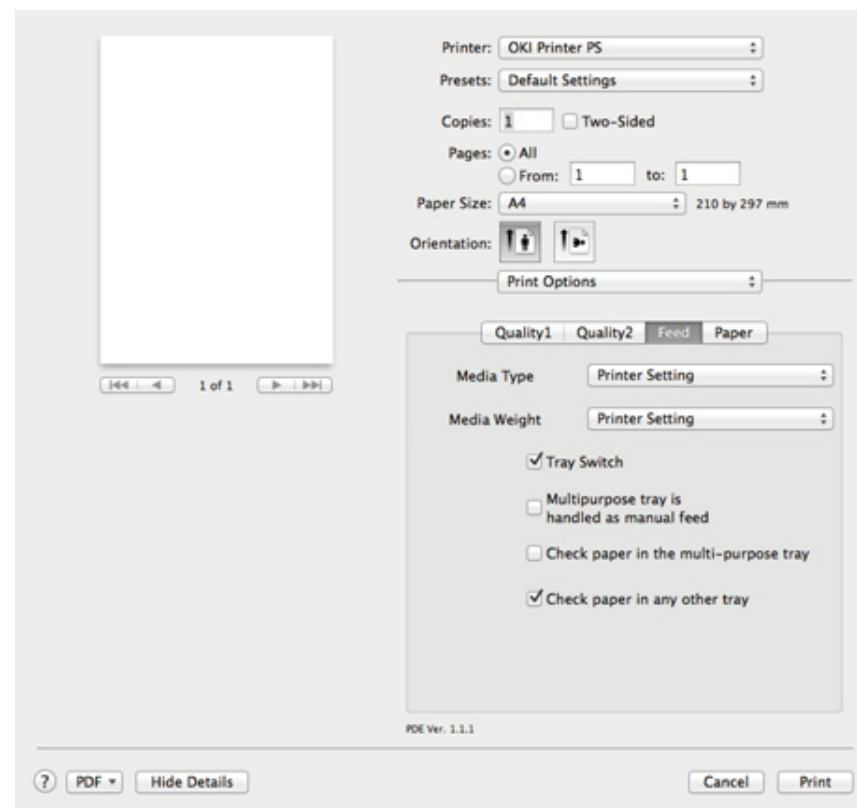 Printer: OKI Printer PS
Presets: Default Settings
Copies: 1 Two-Sided
Pages: All
From: 1 to: 1
Paper Size: A4 210 by 297 mm
Orientation:
Print Options
Quality1 Quality2 Feed Paper
1 of 1
Media Type Printer Setting
Media Weight Printer Setting
Tray Switch
Multipurpose tray is
handled as manual feed
Check paper in the multi-purpose tray
Check paper in any other tray
PDE Ver. 1.1.1
? PDF Hide Details Cancel Print